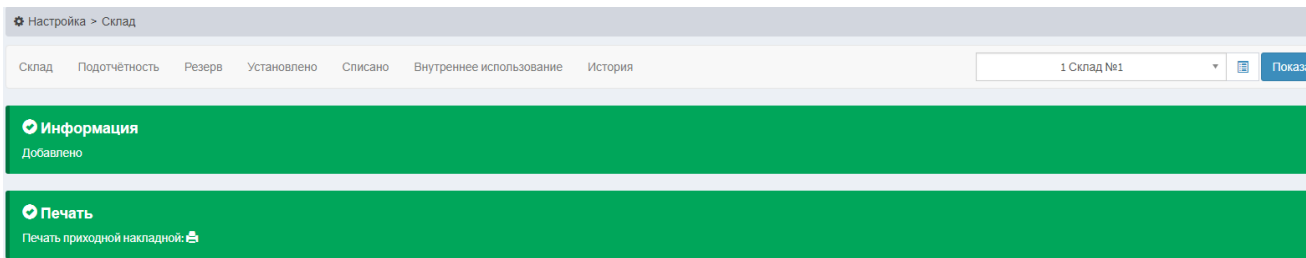 Настройка > Склад
Склад Подотчётность Резерв Установлено Списано Внутреннее использование История 1 Склад №1
Информация
Добавлено
Печать
Печать приходной накладной: